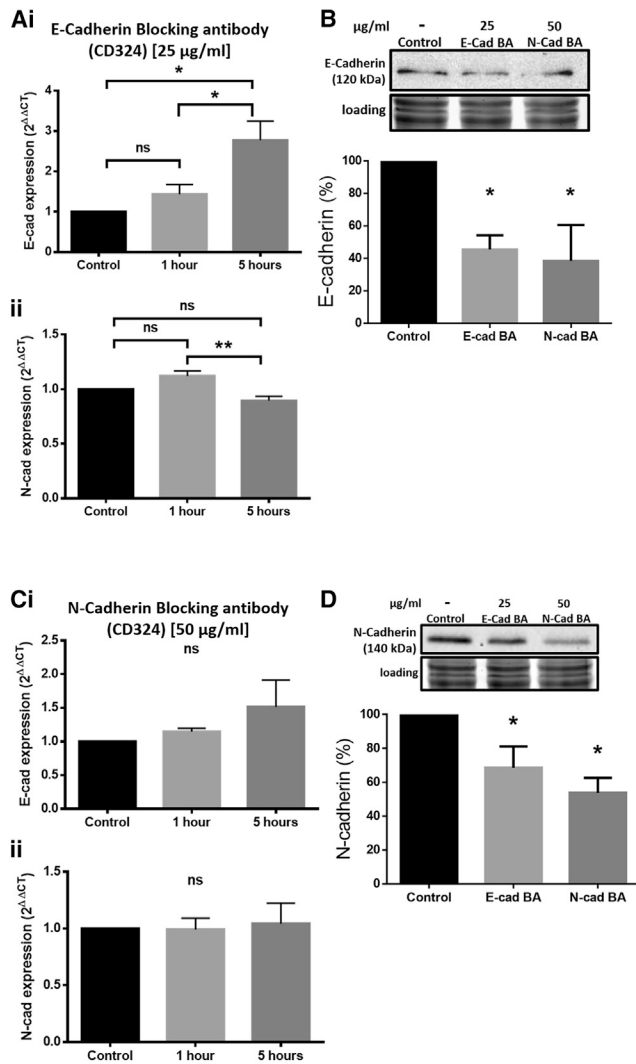 Ai
E-Cadherin Blocking antibody
(CD324) [25 µg/ml]
*
*
ns
E-cad expression (2^ΔΔCT)
4
3
2
1
0
Control
1 hour
5 hours
ii
ns
ns
**
N-cad expression (2^ΔΔCT)
1.5
1.0
0.5
0.0
Control
1 hour
5 hours
B
µg/ml
-
25
50
Control
E-Cad BA
N-Cad BA
E-Cadherin
(120 kDa)
loading
E-cadherin (%)
100
80
60
40
20
0
*
*
Control
E-cad BA
N-cad BA
Ci
N-Cadherin Blocking antibody
(CD324) [50 µg/ml]
ns
E-cad expression (2^ΔΔCT)
2.5
2.0
1.5
1.0
0.5
0.0
Control
1 hour
5 hours
ii
ns
N-cad expression (2^ΔΔCT)
1.5
1.0
0.5
0.0
Control
1 hour
5 hours
D
µg/ml
-
25
50
Control
E-Cad BA
N-Cad BA
N-Cadherin
(140 kDa)
loading
N-cadherin (%)
100
80
60
40
20
0
*
*
Control
E-cad BA
N-cad BA